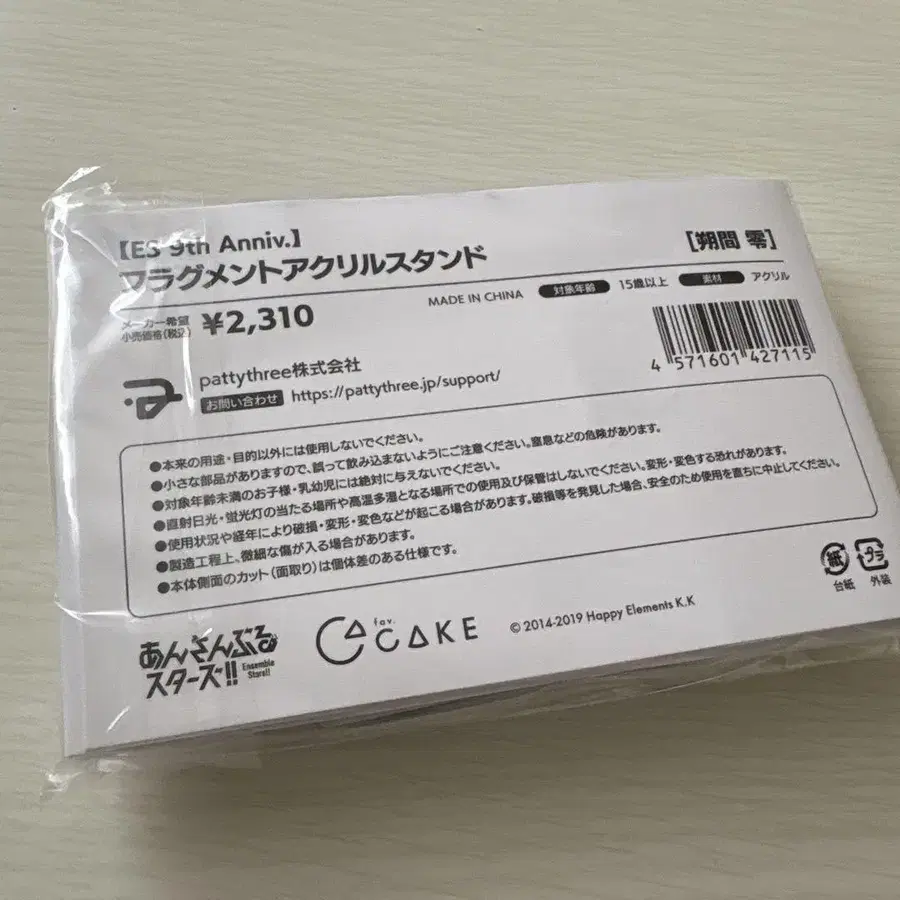 【ES 9th Anniv.】
フラグメントアクリルスタンド
[朔間 零]
メーカー希望
小売価格(税込)
¥2,310
MADE IN CHINA 対象年齢 15歳以上 素材 アクリル
4 571601 427115
pattythree株式会社
お問い合わせ https://pattythree.jp/support/
●本来の用途・目的以外には使用しないでください。
●小さな部品がありますので、誤って飲み込まないようにご注意ください。窒息などの危険があります。
●対象年齢未満のお子様・乳幼児には絶対に与えないでください。
●直射日光・蛍光灯の当たる場所や高温多湿となる場所での使用及び保管はしないでください。変形・変色する恐れがあります。
●使用状況や経年により破損・変形・変色などが起こる場合があります。破損等を発見した場合、安全のため使用を直ちに中止してください。
●製造工程上、微細な傷が入る場合があります。
●本体側面のカット(面取り)は個体差のある仕様です。
紙 プラ
台紙 外装
あんさんぶる
スターズ!!
Ensemble
Stars!!
fav.
CAKE
© 2014-2019 Happy Elements K.K